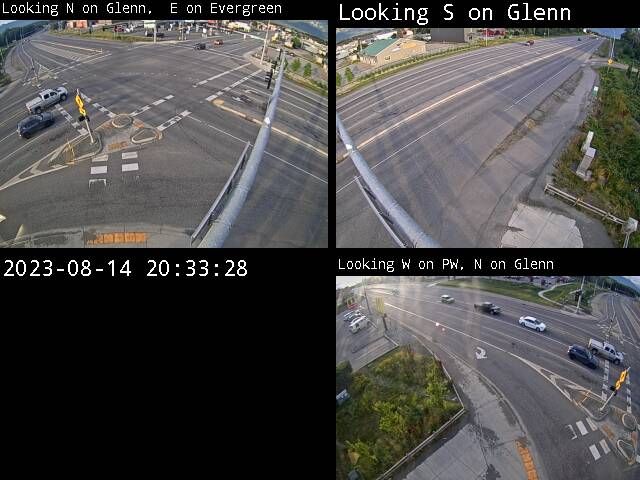 Looking N on Glenn, E on Evergreen
Looking S on Glenn
2023-08-14 20:33:28
Looking W on PW, N on Glenn